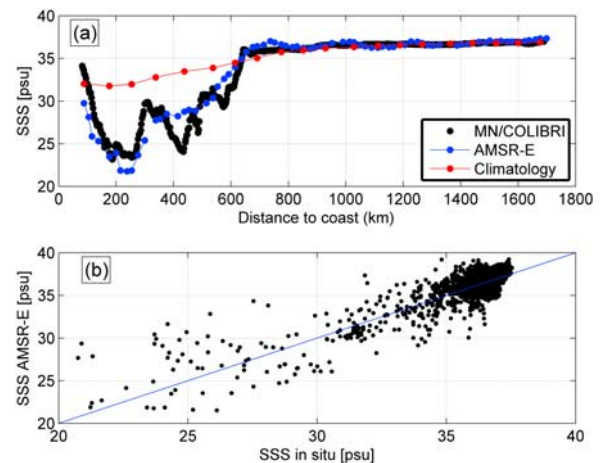 (a)
SSS [psu]
40
35
30
25
20
0 200 400 600 800 1000 1200 1400 1600 1800
Distance to coast (km)
MN/COLIBRI
AMSR-E
Climatology
(b)
SSS AMSR-E [psu]
40
35
30
25
20
20 25 30 35 40
SSS in situ [psu]